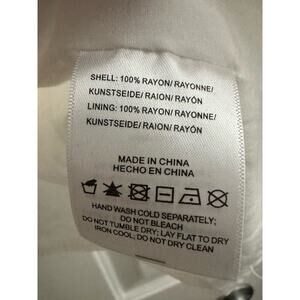 SHELL: 100% RAYON/ RAYONNE/
KUNSTSEIDE/ RAION/ RAYÓN
LINING: 100% RAYON/ RAYONNE/
KUNSTSEIDE/ RAION/ RAYÓN
MADE IN CHINA
HECHO EN CHINA
HAND WASH COLD SEPARATELY;
DO NOT BLEACH
DO NOT TUMBLE DRY; LAY FLAT TO DRY
IRON COOL; DO NOT DRY CLEAN